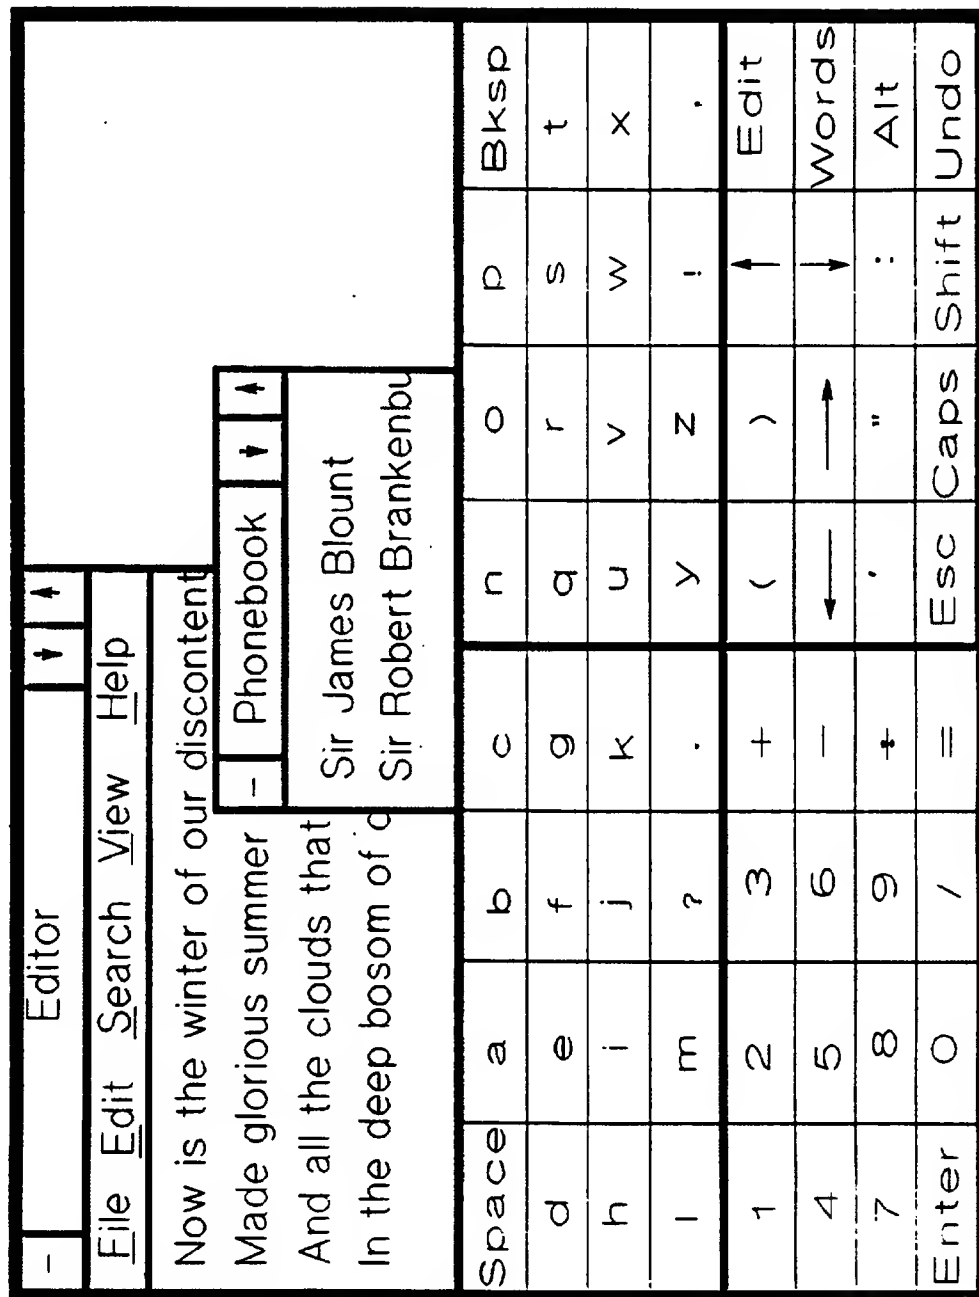 - Editor ↓ ↑
File Edit Search View Help
Now is the winter of our discontent
Made glorious summer
And all the clouds that
In the deep bosom of
- Phonebook ↓ ↑
Sir James Blount
Sir Robert Brankenbu
Space a b c n o p Bksp
d e f g q r s t
h i j k u v w x
l m ? . y z ! ,
1 2 3 + ( ) ↑ Edit
4 5 6 − ← → ↓ Words
7 8 9 * ' " : Alt
Enter 0 / = Esc Caps Shift Undo